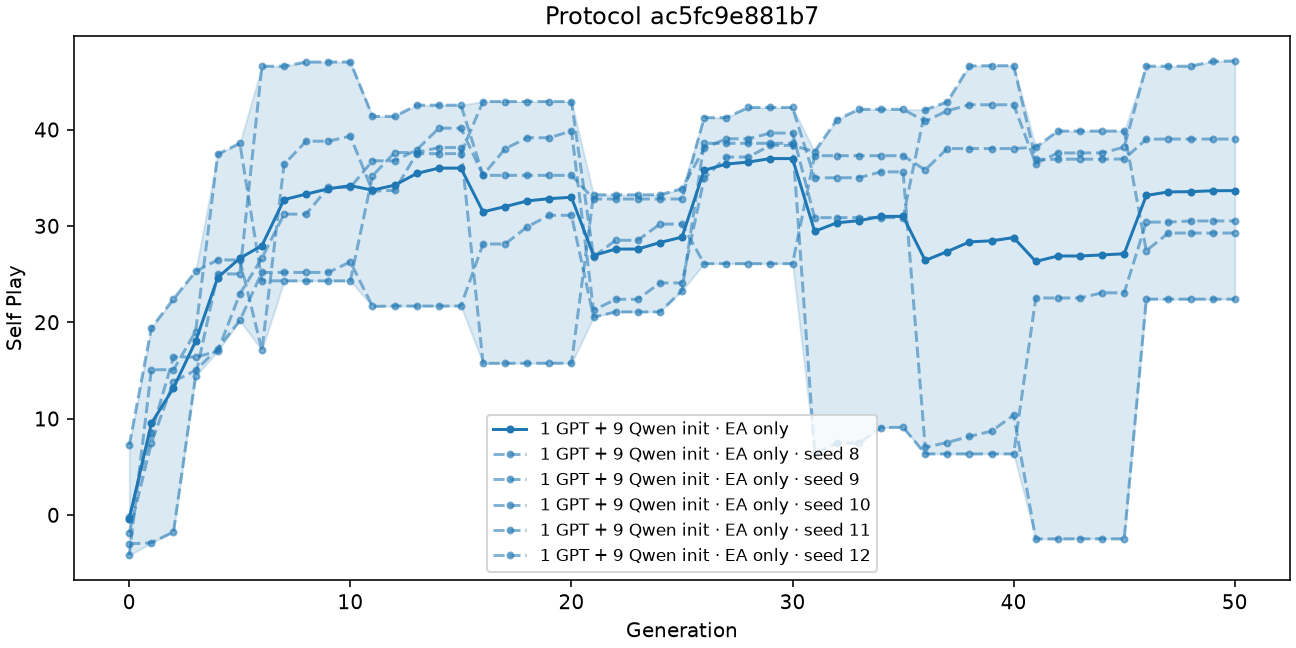 Protocol ac5fc9e881b7
Self Play
40
30
20
10
0
1 GPT + 9 Qwen init · EA only
1 GPT + 9 Qwen init · EA only · seed 8
1 GPT + 9 Qwen init · EA only · seed 9
1 GPT + 9 Qwen init · EA only · seed 10
1 GPT + 9 Qwen init · EA only · seed 11
1 GPT + 9 Qwen init · EA only · seed 12
0 10 20 30 40 50
Generation